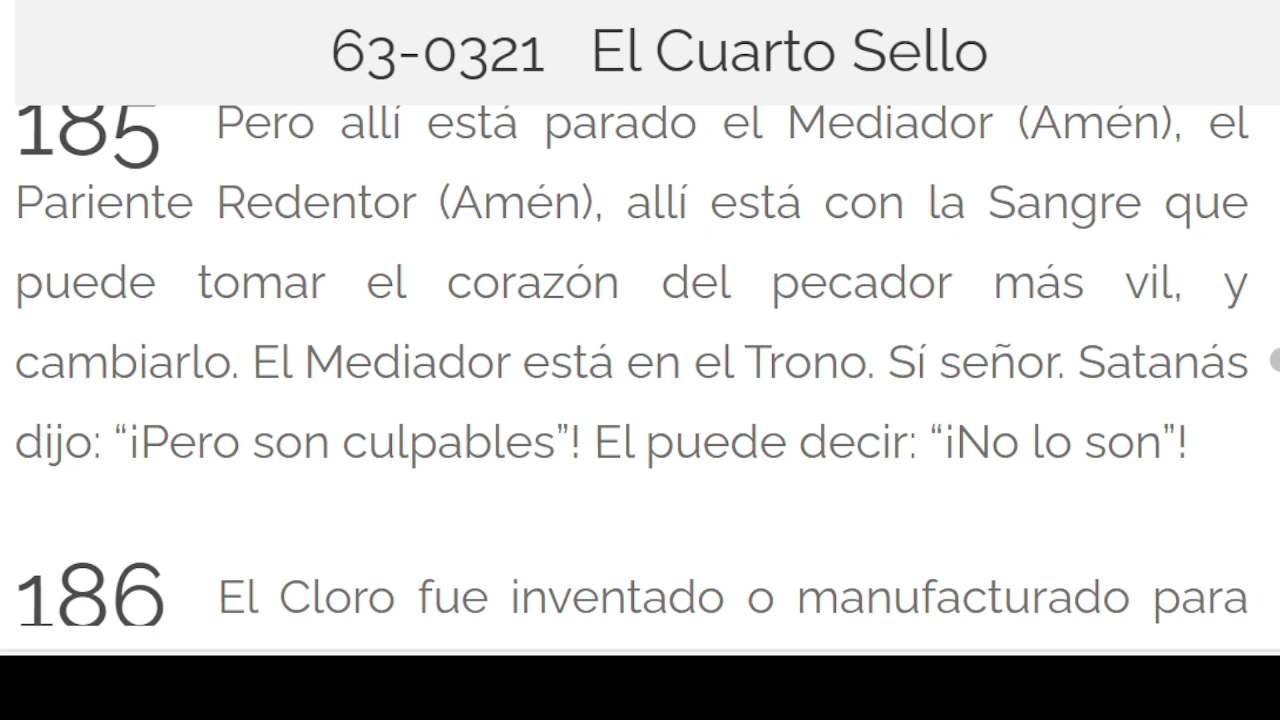 63-0321 El Cuarto Sello
185 Pero allí está parado el Mediador (Amén), el
Pariente Redentor (Amén), allí está con la Sangre que
puede tomar el corazón del pecador más vil, y
cambiarlo. El Mediador está en el Trono. Sí señor. Satanás
dijo: “¡Pero son culpables”! El puede decir: “¡No lo son”!
186 El Cloro fue inventado o manufacturado para